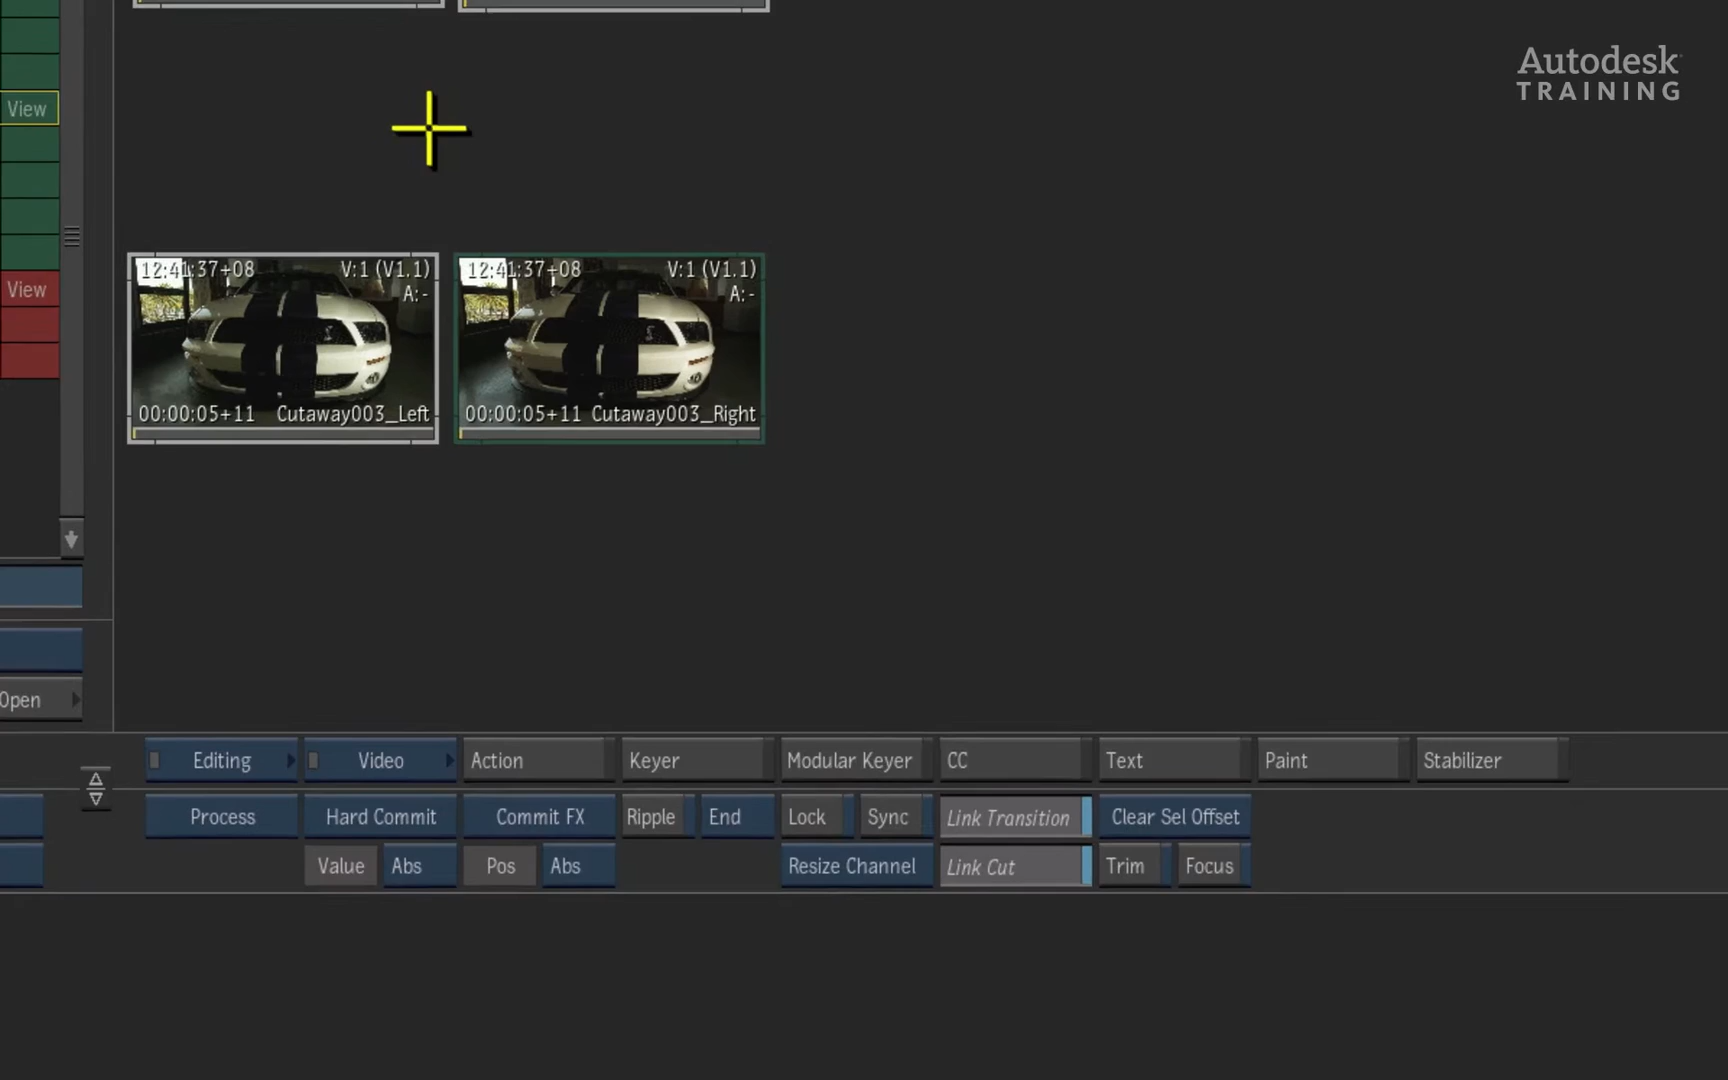 Autodesk
TRAINING
View
View
12:41:37+08 V:1 (V1.1)
A:-
00:00:05+11 Cutaway003_Left
12:41:37+08 V:1 (V1.1)
A:-
00:00:05+11 Cutaway003_Right
Open
Editing Video Action Keyer Modular Keyer CC Text Paint Stabilizer
Process Hard Commit Commit FX Ripple End Lock Sync Link Transition Clear Sel Offset
Value Abs Pos Abs Resize Channel Link Cut Trim Focus